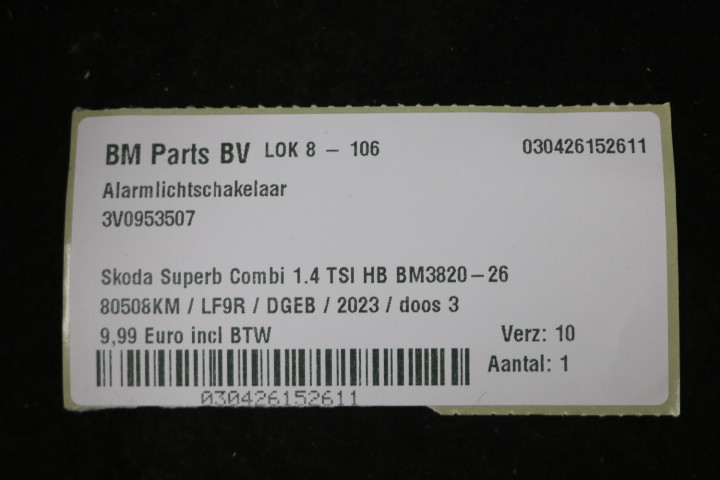 BM Parts BV LOK 8 - 106 030426152611
Alarmlichtschakelaar
3V0953507
Skoda Superb Combi 1.4 TSI HB BM3820-26
80508KM / LF9R / DGEB / 2023 / doos 3
9,99 Euro incl BTW Verz: 10
Aantal: 1
030426152611